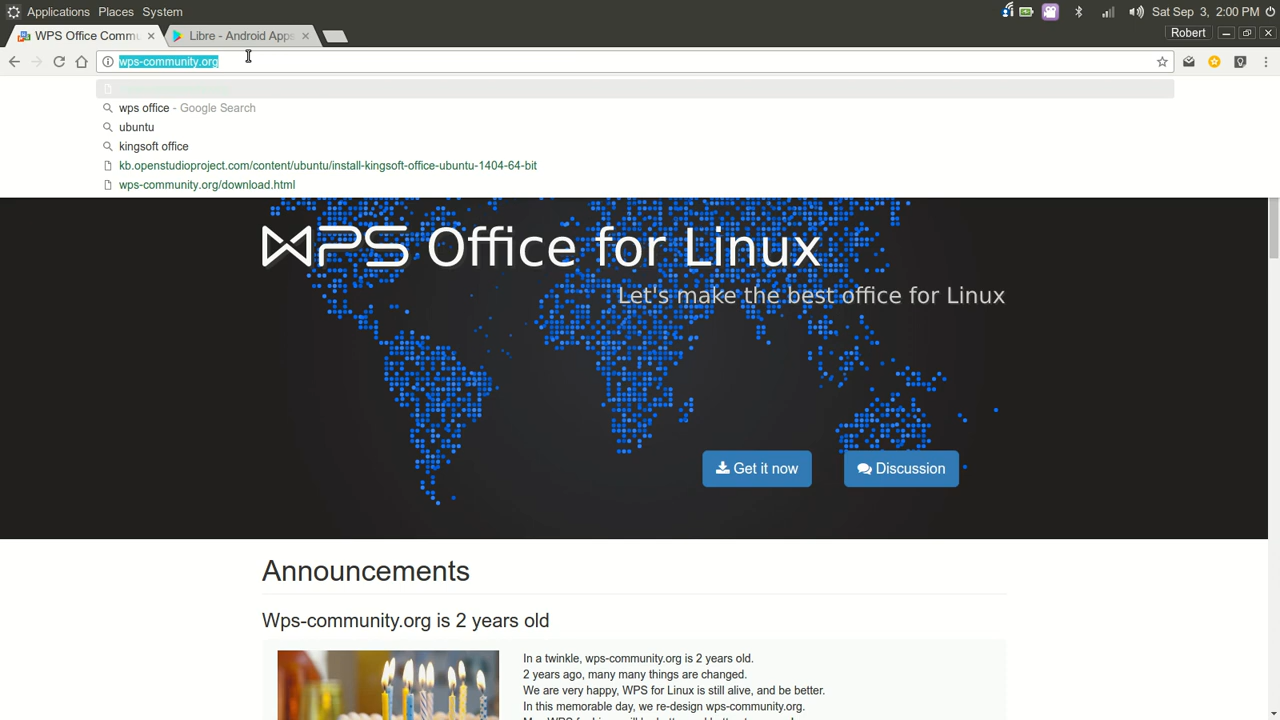 Applications Places System
Sat Sep 3, 2:00 PM
WPS Office Commu
Libre - Android Apps
Robert
wps-community.org
wps office - Google Search
ubuntu
kingsoft office
kb.openstudioproject.com/content/ubuntu/install-kingsoft-office-ubuntu-1404-64-bit
wps-community.org/download.html
WPS Office for Linux
Let's make the best office for Linux
Get it now
Discussion
Announcements
Wps-community.org is 2 years old
In a twinkle, wps-community.org is 2 years old.
2 years ago, many many things are changed.
We are very happy, WPS for Linux is still alive, and be better.
In this memorable day, we re-design wps-community.org.